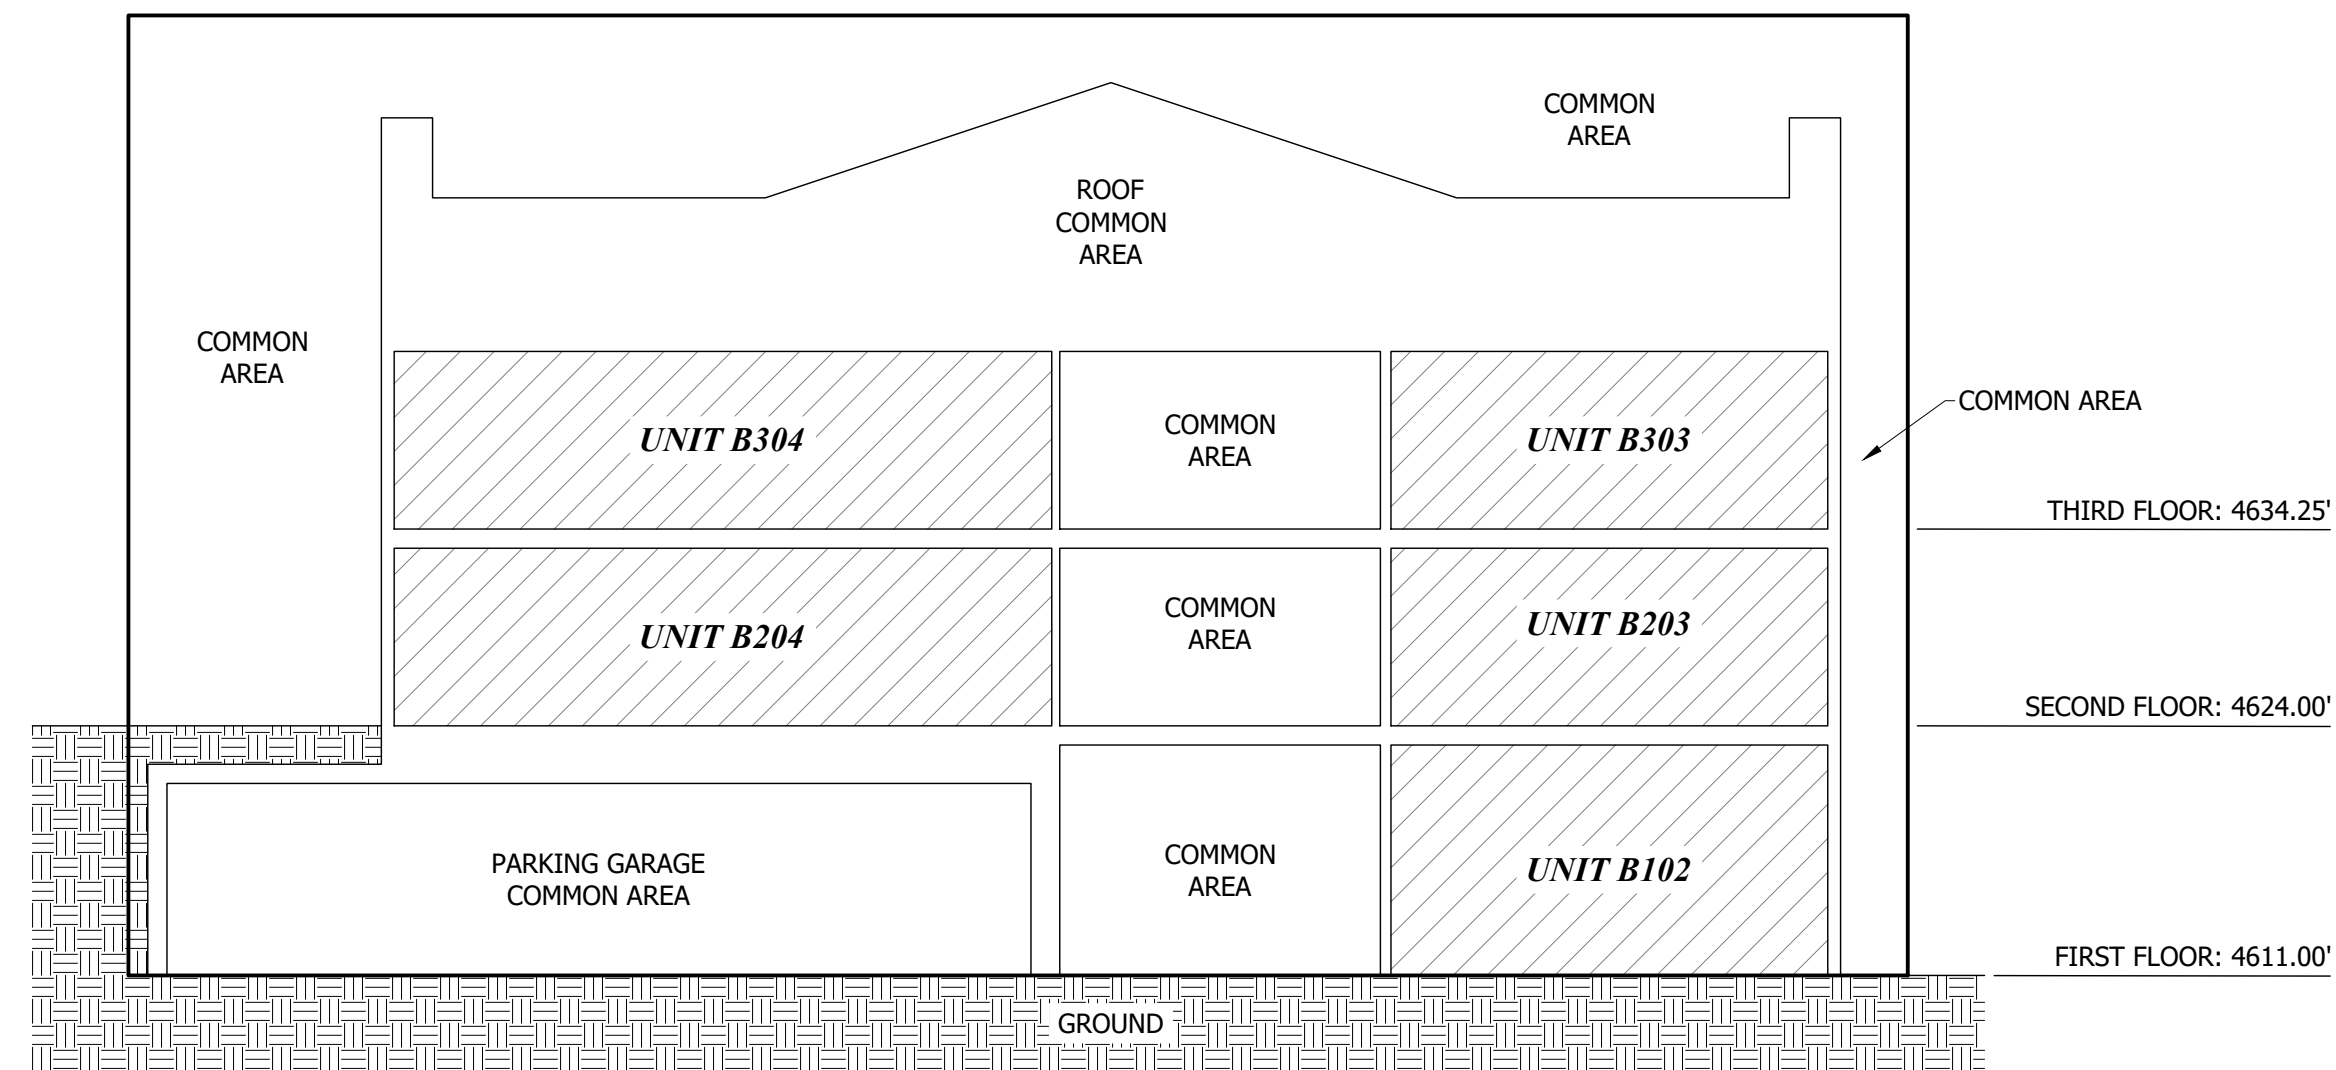 COMMON
AREA
ROOF
COMMON
AREA
COMMON
AREA
UNIT B304
COMMON
AREA
UNIT B303
COMMON AREA
THIRD FLOOR: 4634.25'
UNIT B204
COMMON
AREA
UNIT B203
SECOND FLOOR: 4624.00'
PARKING GARAGE
COMMON AREA
COMMON
AREA
UNIT B102
FIRST FLOOR: 4611.00'
GROUND